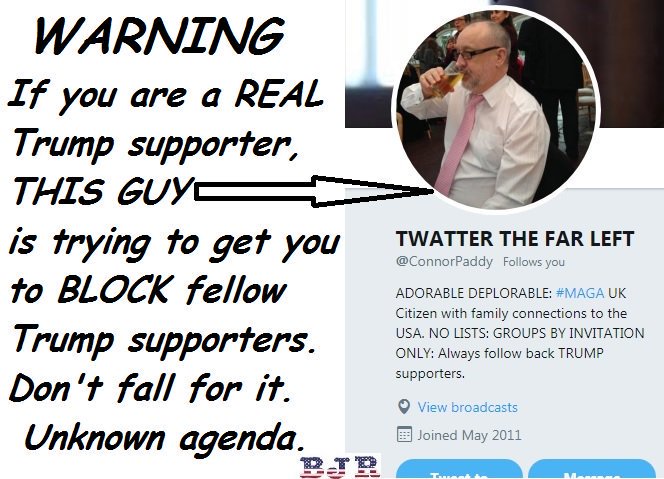 WARNING
If you are a REAL
Trump supporter,
THIS GUY
is trying to get you
to BLOCK fellow
Trump supporters.
Don't fall for it.
Unknown agenda.
BJR
TWATTER THE FAR LEFT
@ConnorPaddy Follows you
ADORABLE DEPLORABLE: #MAGA UK
Citizen with family connections to the
USA. NO LISTS: GROUPS BY INVITATION
ONLY: Always follow back TRUMP
supporters.
View broadcasts
Joined May 2011
Tweet to
Message